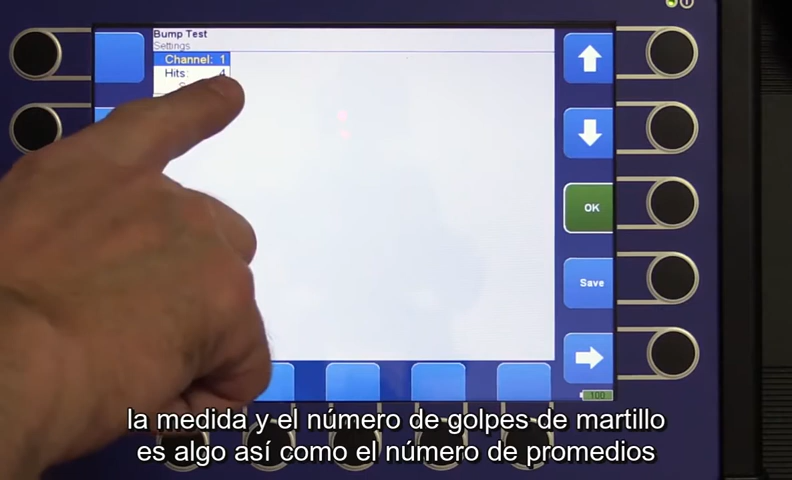 Bump Test
Settings
Channel: 1
Hits: 4
OK
Save
100
la medida y el número de golpes de martillo
es algo así como el número de promedios